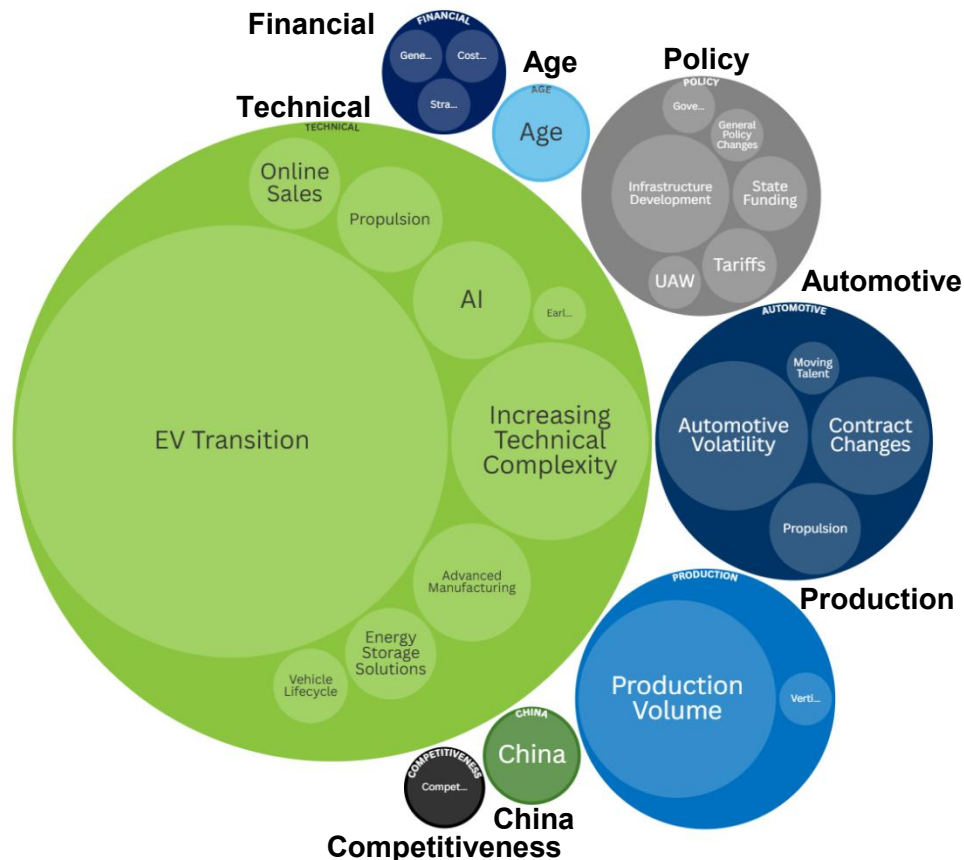 Financial
FINANCIAL
Gene...
Cost...
Stra...
Age
AGE
Age
Policy
POLICY
Gove...
General
Policy
Changes
Infrastructure
Development
State
Funding
Tariffs
UAW
Technical
TECHNICAL
Online
Sales
Propulsion
AI
Earl...
EV Transition
Increasing
Technical
Complexity
Advanced
Manufacturing
Energy
Storage
Solutions
Vehicle
Lifecycle
Automotive
AUTOMOTIVE
Moving
Talent
Automotive
Volatility
Contract
Changes
Propulsion
Production
PRODUCTION
Production
Volume
Verti...
CHINA
China
China
COMPETITIVENESS
Compet...
Competitiveness